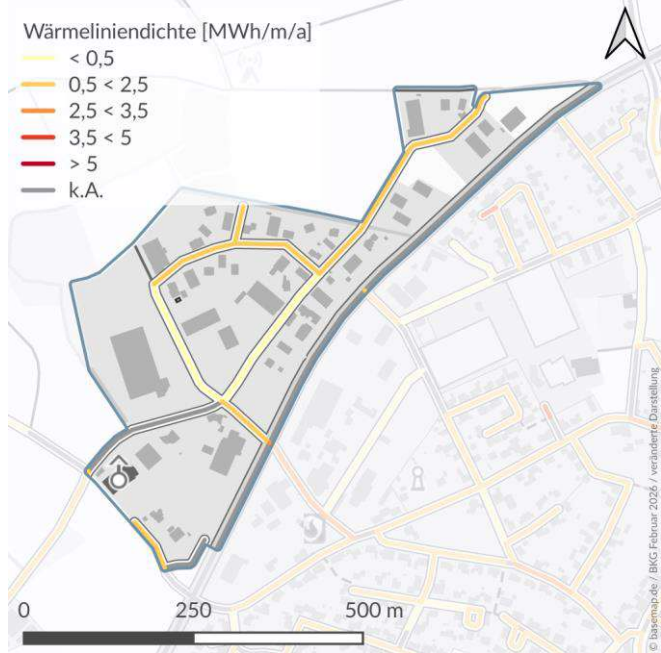 Wärmeliniendichte [MWh/m/a]
< 0,5
0,5 < 2,5
2,5 < 3,5
3,5 < 5
> 5
k.A.
0 250 500 m
© basemap.de / BKG Februar 2026 / veränderte Darstellung